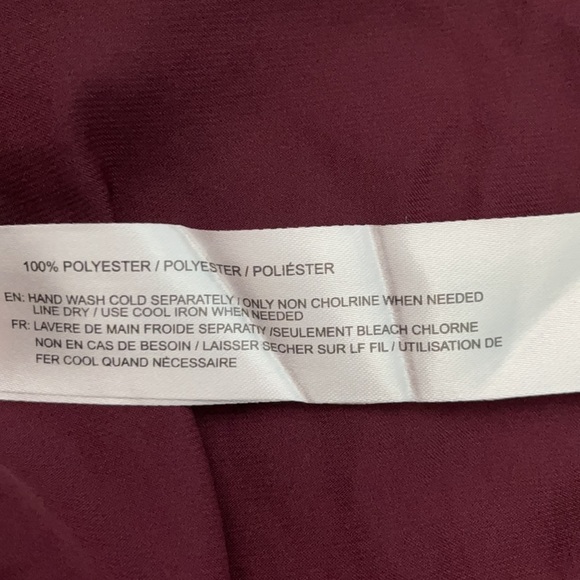 100% POLYESTER / POLYESTER / POLIÉSTER
EN: HAND WASH COLD SEPARATELY / ONLY NON CHOLRINE WHEN NEEDED
LINE DRY / USE COOL IRON WHEN NEEDED
FR: LAVERE DE MAIN FROIDE SEPARATIY /SEULEMENT BLEACH CHLORNE
NON EN CAS DE BESOIN / LAISSER SECHER SUR LF FIL / UTILISATION DE
FER COOL QUAND NÉCESSAIRE